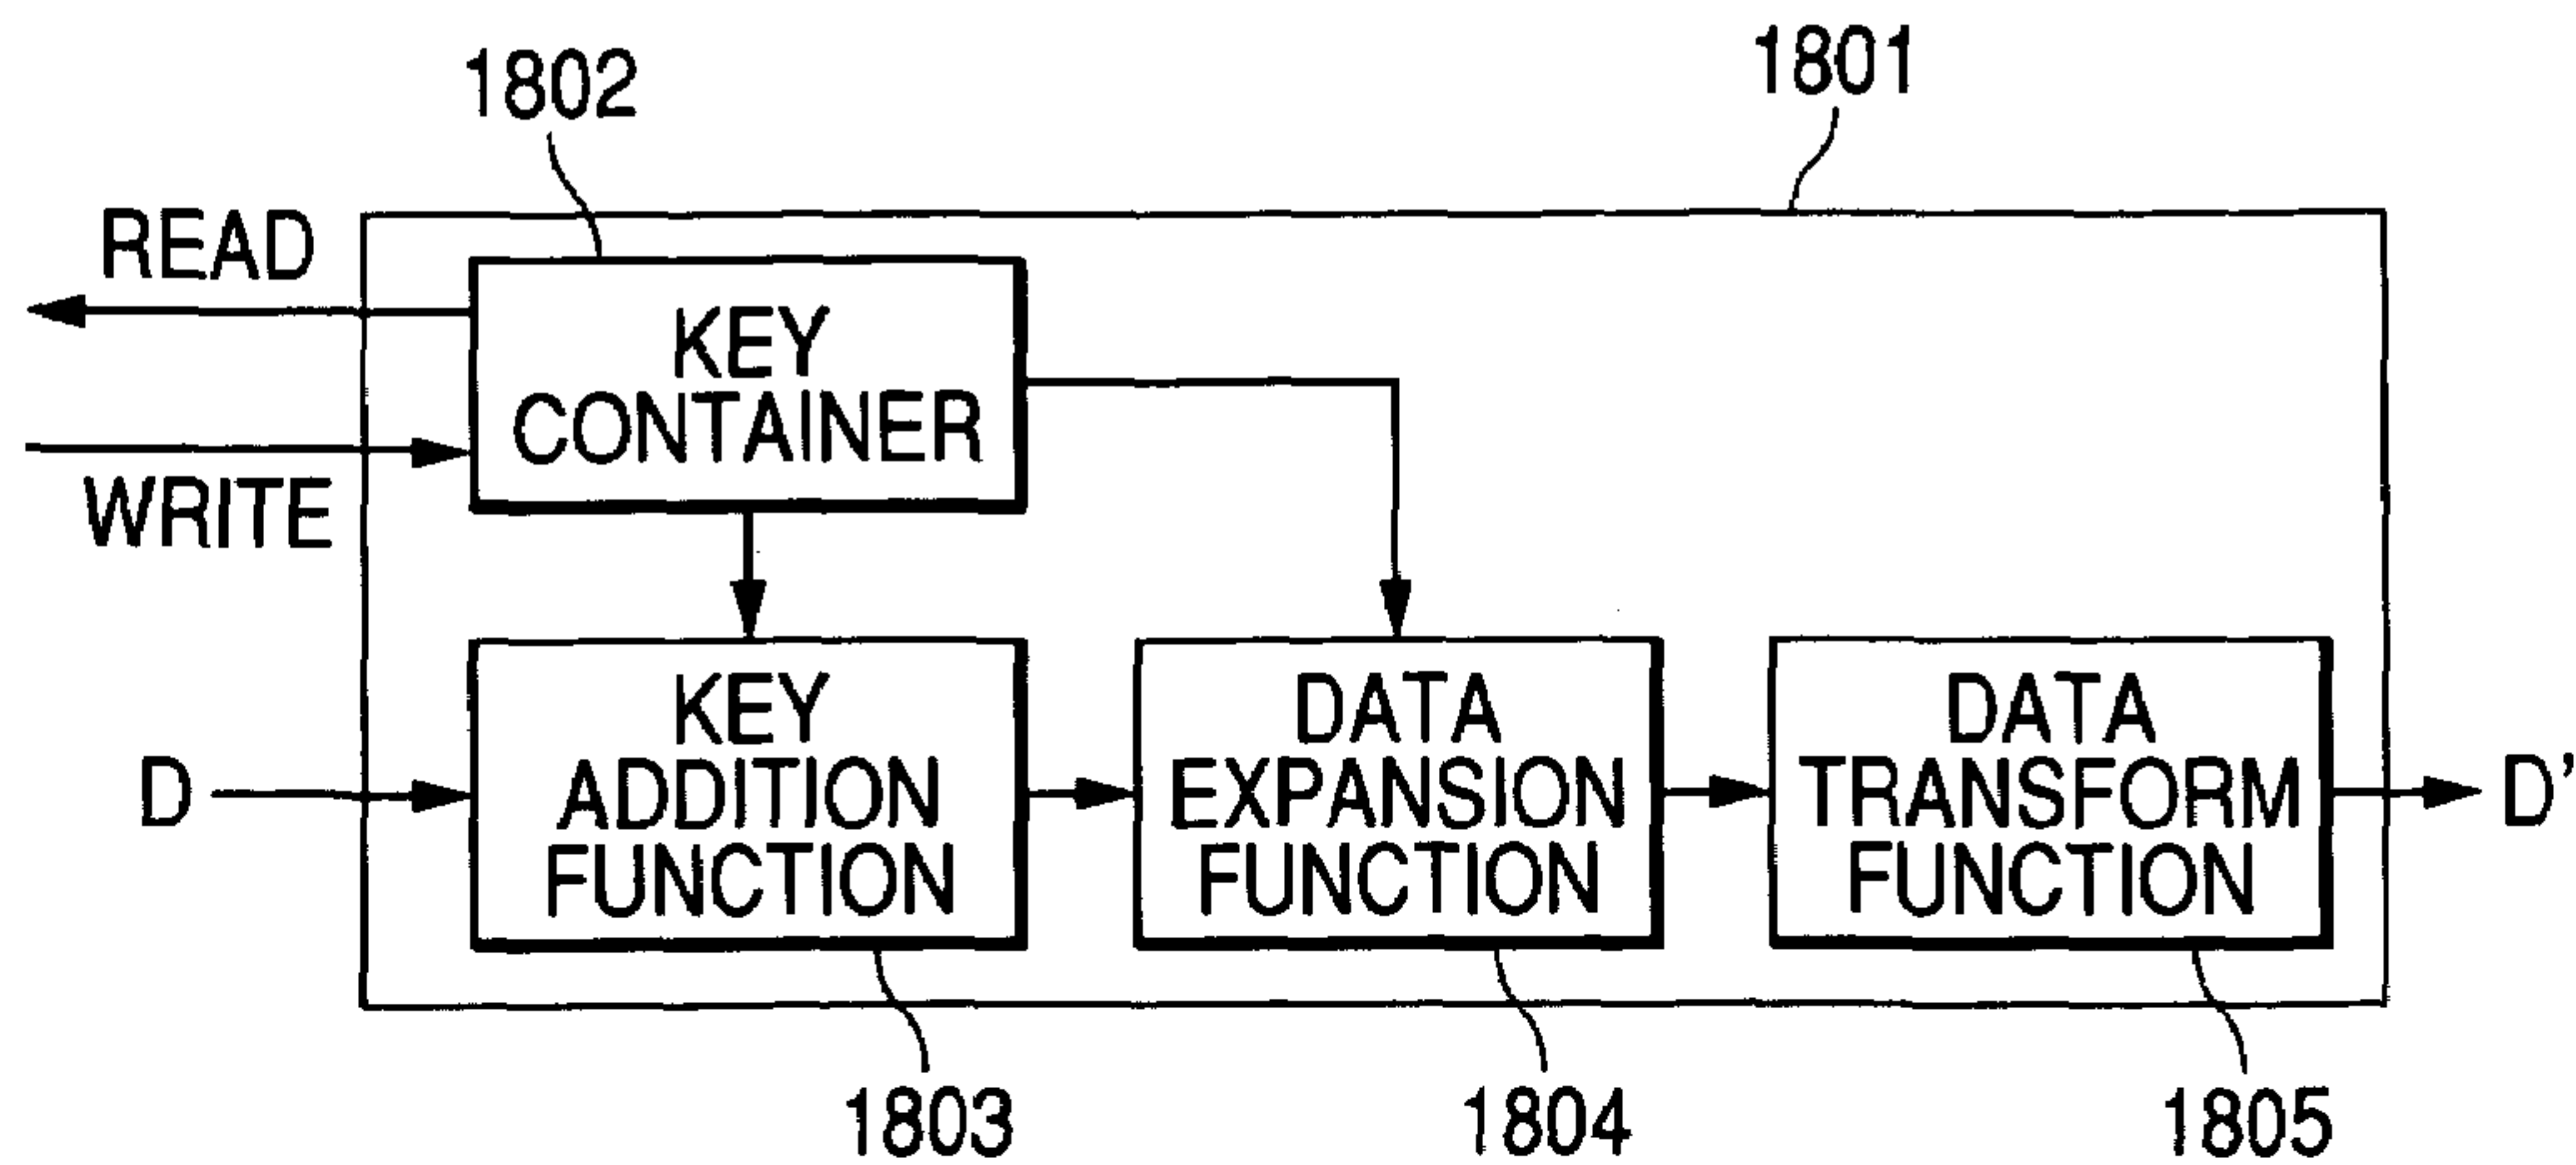 1802
1801
READ
KEY
CONTAINER
WRITE
D
KEY
ADDITION
FUNCTION
DATA
EXPANSION
FUNCTION
DATA
TRANSFORM
FUNCTION
D'
1803
1804
1805